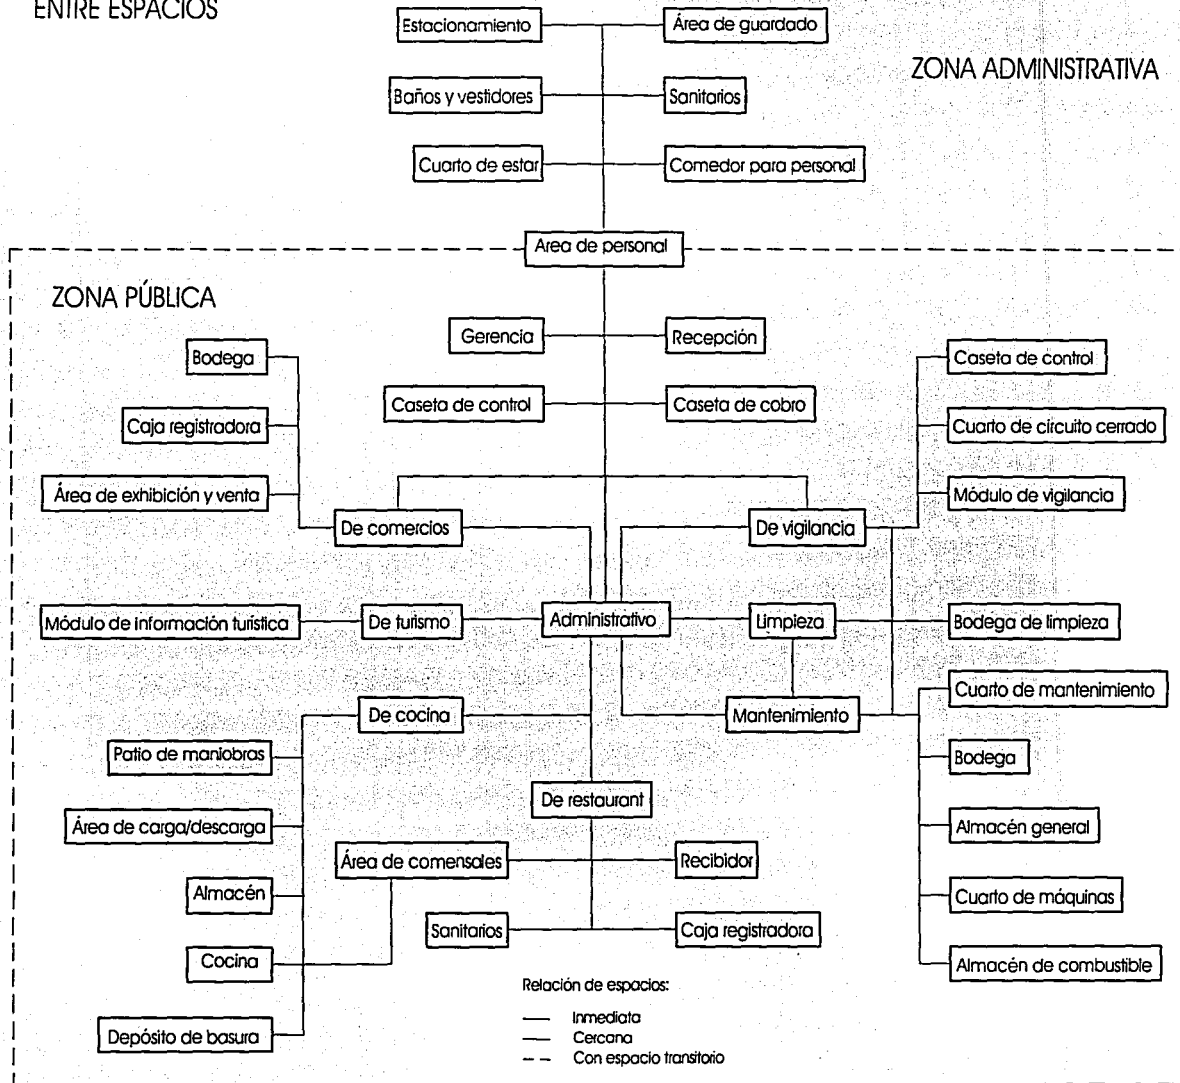 ENTRE ESPACIOS
Estacionamiento
Área de guardado
ZONA ADMINISTRATIVA
Baños y vestidores
Sanitarios
Cuarto de estar
Comedor para personal
Area de personal
ZONA PÚBLICA
Gerencia
Recepción
Bodega
Caseta de control
Caseta de control
Caseta de cobro
Caja registradora
Cuarto de circuito cerrado
Área de exhibición y venta
Módulo de vigilancia
De comercios
De vigilancia
Módulo de información turística
De turismo
Administrativo
Limpieza
Bodega de limpieza
Cuarto de mantenimiento
De cocina
Mantenimiento
Patio de maniobras
Bodega
De restaurant
Área de carga/descarga
Almacén general
Área de comensales
Recibidor
Almacén
Cuarto de máquinas
Sanitarios
Caja registradora
Cocina
Almacén de combustible
Relación de espacios:
Inmediata
Depósito de basura
Cercana
Con espacio transitorio